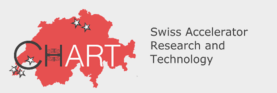 CHART
Swiss Accelerator
Research and
Technology